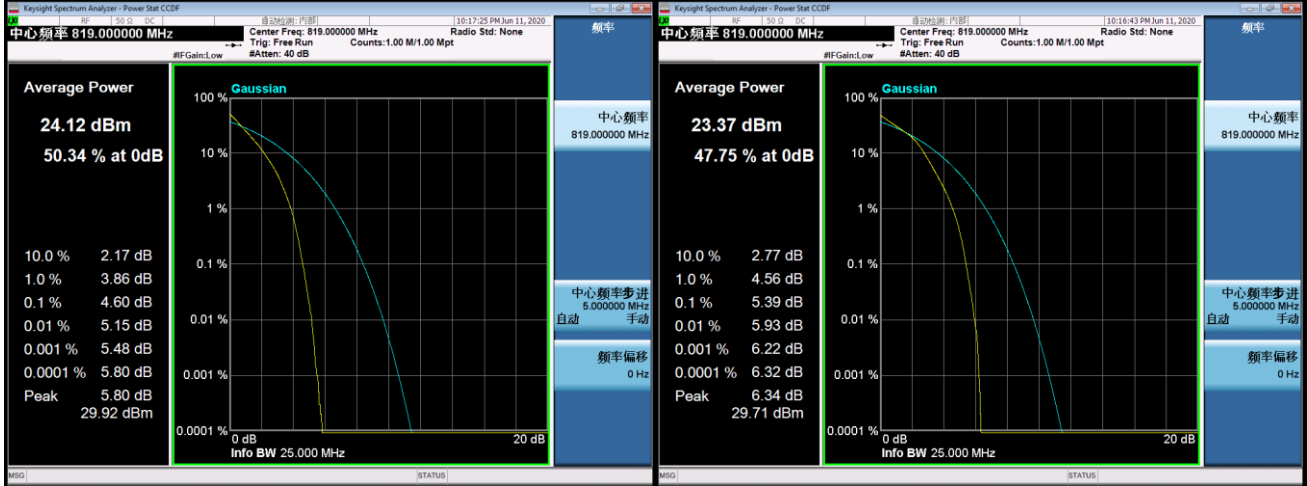 Keysight Spectrum Analyzer - Power Stat CCDF
RF 50 Ω DC 自动检测: 内部 10:17:25 PM Jun 11, 2020
中心频率 819.000000 MHz
Center Freq: 819.000000 MHz Radio Std: None
Trig: Free Run Counts:1.00 M/1.00 Mpt
#IFGain:Low #Atten: 40 dB
频率
Average Power
24.12 dBm
50.34 % at 0dB
10.0 % 2.17 dB
1.0 % 3.86 dB
0.1 % 4.60 dB
0.01 % 5.15 dB
0.001 % 5.48 dB
0.0001 % 5.80 dB
Peak 5.80 dB
29.92 dBm
Gaussian
100 %
10 %
1 %
0.1 %
0.01 %
0.001 %
0.0001 %
0 dB 20 dB
Info BW 25.000 MHz
中心频率
819.000000 MHz
中心频率步进
5.000000 MHz
自动 手动
频率偏移
0 Hz
MSG STATUS
Keysight Spectrum Analyzer - Power Stat CCDF
RF 50 Ω DC 自动检测: 内部 10:16:43 PM Jun 11, 2020
中心频率 819.000000 MHz
Center Freq: 819.000000 MHz Radio Std: None
Trig: Free Run Counts:1.00 M/1.00 Mpt
#IFGain:Low #Atten: 40 dB
频率
Average Power
23.37 dBm
47.75 % at 0dB
10.0 % 2.77 dB
1.0 % 4.56 dB
0.1 % 5.39 dB
0.01 % 5.93 dB
0.001 % 6.22 dB
0.0001 % 6.32 dB
Peak 6.34 dB
29.71 dBm
Gaussian
100 %
10 %
1 %
0.1 %
0.01 %
0.001 %
0.0001 %
0 dB 20 dB
Info BW 25.000 MHz
中心频率
819.000000 MHz
中心频率步进
5.000000 MHz
自动 手动
频率偏移
0 Hz
MSG STATUS